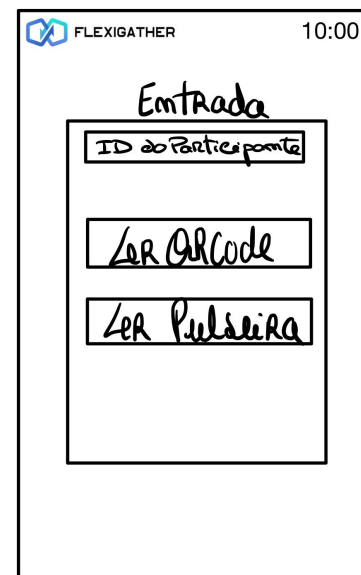 FLEXIGATHER 10:00
Entrada
ID do Participante
Ler QRCode
Ler Pulseira